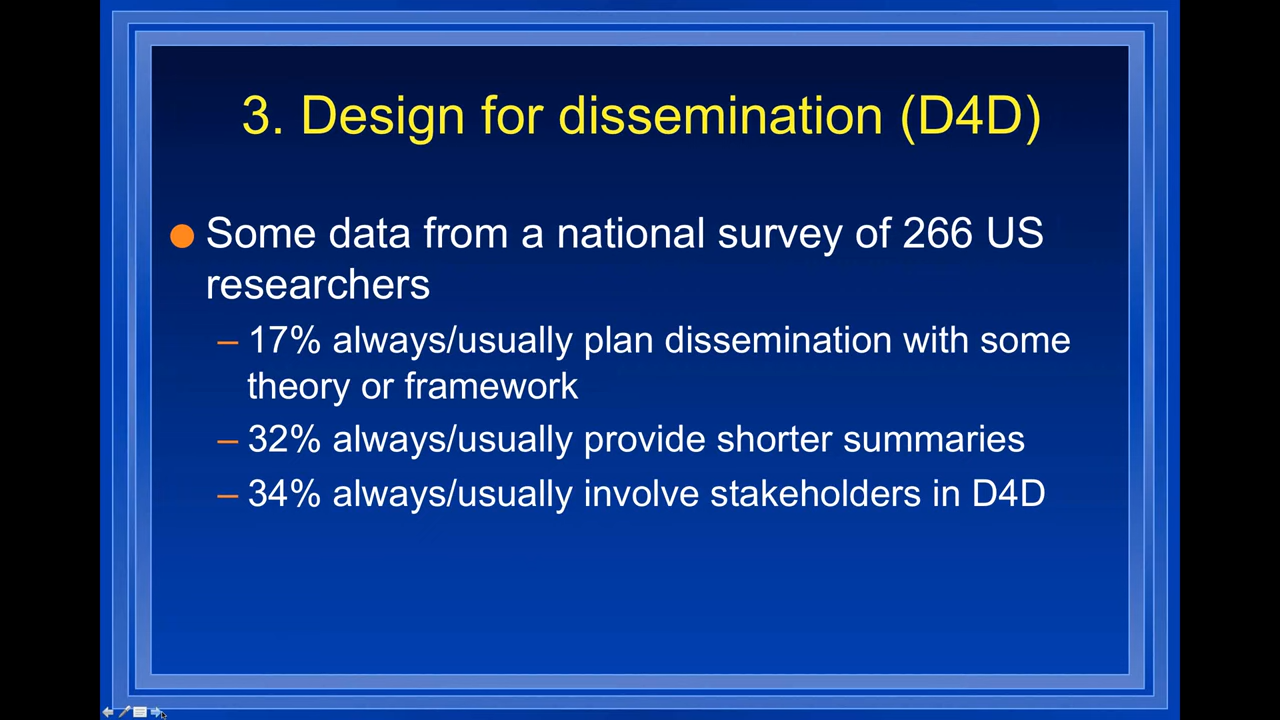 3. Design for dissemination (D4D)
Some data from a national survey of 266 US
researchers
– 17% always/usually plan dissemination with some
theory or framework
– 32% always/usually provide shorter summaries
– 34% always/usually involve stakeholders in D4D